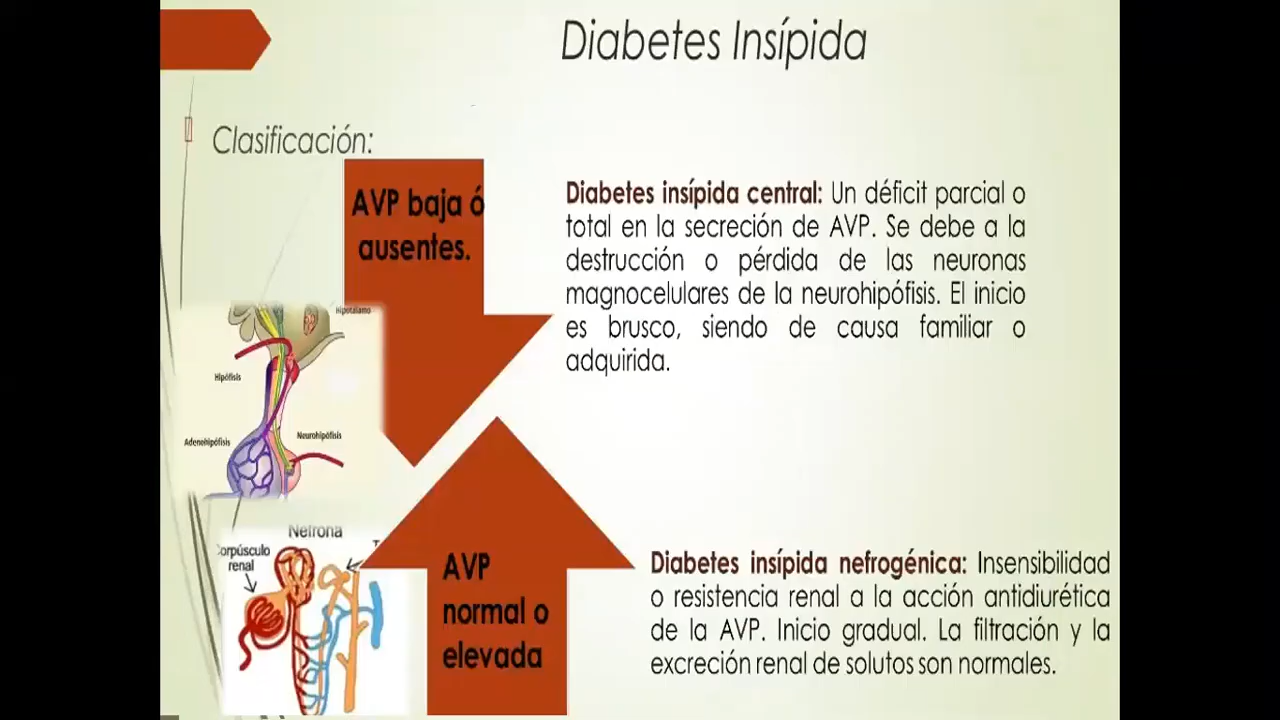 Diabetes Insípida
Clasificación:
AVP baja ó
ausentes.
Diabetes insípida central: Un déficit parcial o
total en la secreción de AVP. Se debe a la
destrucción o pérdida de las neuronas
magnocelulares de la neurohipófisis. El inicio
es brusco, siendo de causa familiar o
adquirida.
Hipotálamo
Hipófisis
Adenohipófisis
Neurohipófisis
Nefrona
Corpúsculo
renal
AVP
normal o
elevada
Diabetes insípida nefrogénica: Insensibilidad
o resistencia renal a la acción antidiurética
de la AVP. Inicio gradual. La filtración y la
excreción renal de solutos son normales.